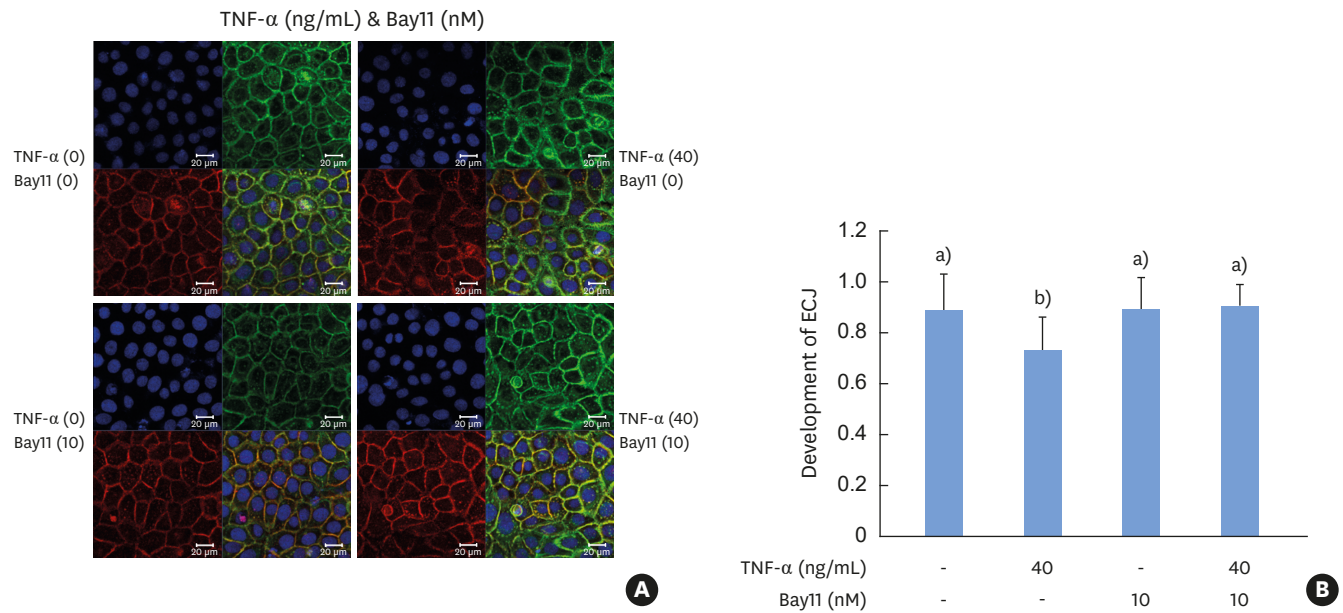 TNF-α (ng/mL) & Bay11 (nM)
TNF-α (0)
Bay11 (0)
20 µm
20 µm
20 µm
20 µm
TNF-α (40)
Bay11 (0)
20 µm
20 µm
20 µm
20 µm
TNF-α (0)
Bay11 (10)
20 µm
20 µm
20 µm
20 µm
TNF-α (40)
Bay11 (10)
20 µm
20 µm
20 µm
20 µm
A
Development of ECJ
1.2
1.0
0.8
0.6
0.4
0.2
0
a)
b)
a)
a)
TNF-α (ng/mL) - 40 - 40
Bay11 (nM) - - 10 10
B